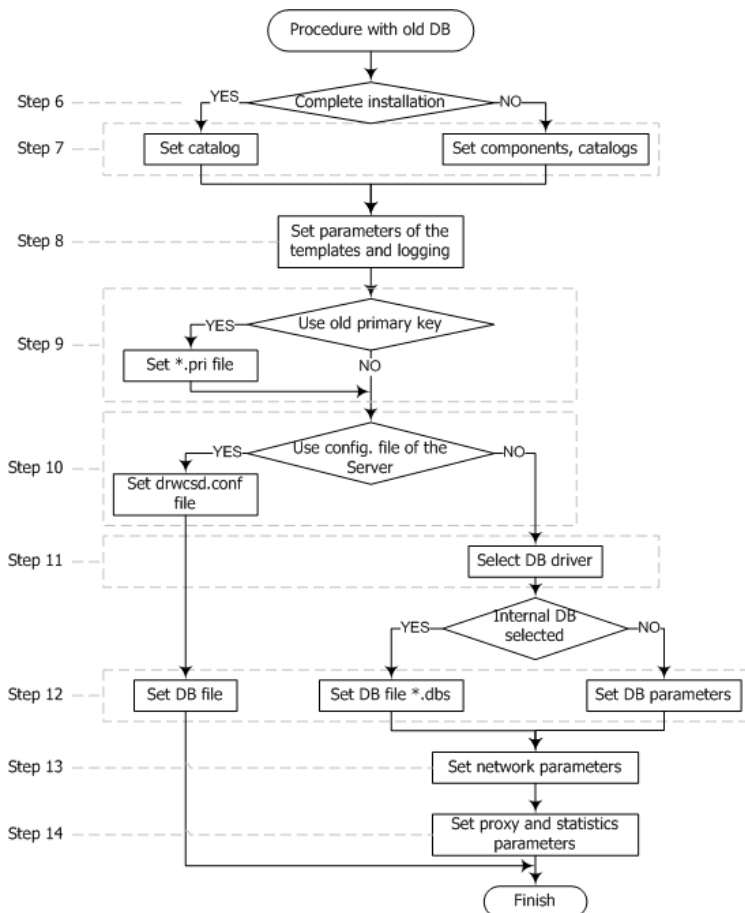 Procedure with old DB
Step 6
YES
Complete installation
NO
Step 7
Set catalog
Set components, catalogs
Step 8
Set parameters of the
templates and logging
Step 9
YES
Use old primary key
Set *.pri file
NO
Step 10
YES
Use config. file of the
Server
NO
Set drwcsd.conf
file
Step 11
Select DB driver
YES
Internal DB
selected
NO
Step 12
Set DB file
Set DB file *.dbs
Set DB parameters
Step 13
Set network parameters
Step 14
Set proxy and statistics
parameters
Finish